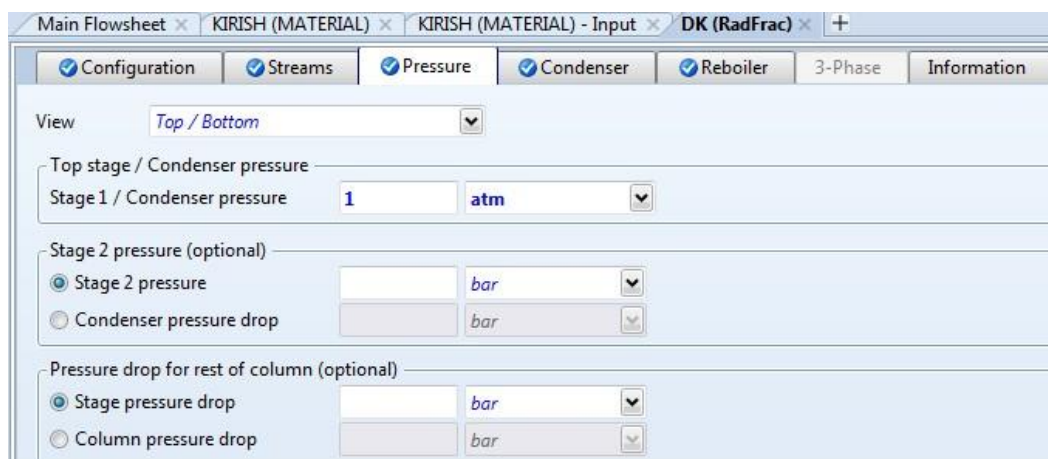 Main Flowsheet KIRISH (MATERIAL) KIRISH (MATERIAL) - Input DK (RadFrac) +
Configuration Streams Pressure Condenser Reboiler 3-Phase Information
View Top / Bottom
Top stage / Condenser pressure
Stage 1 / Condenser pressure 1 atm
Stage 2 pressure (optional)
Stage 2 pressure bar
Condenser pressure drop bar
Pressure drop for rest of column (optional)
Stage pressure drop bar
Column pressure drop bar